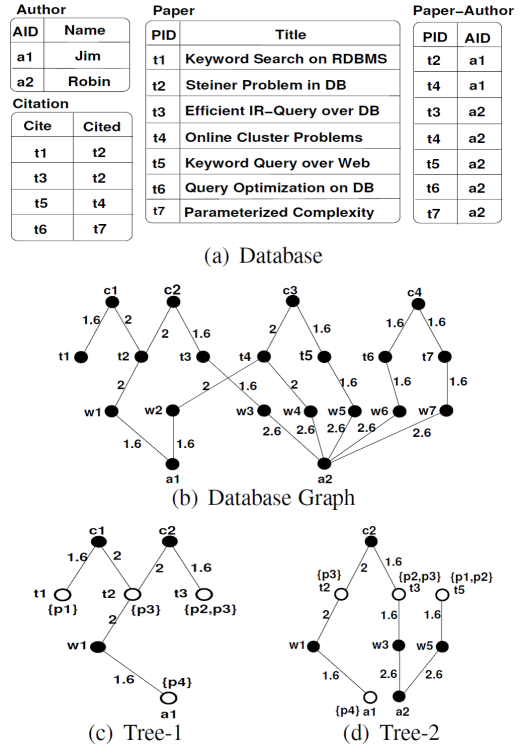 Author
AID Name
a1 Jim
a2 Robin
Citation
Cite Cited
t1 t2
t3 t2
t5 t4
t6 t7
Paper
PID Title
t1 Keyword Search on RDBMS
t2 Steiner Problem in DB
t3 Efficient IR−Query over DB
t4 Online Cluster Problems
t5 Keyword Query over Web
t6 Query Optimization on DB
t7 Parameterized Complexity
Paper−Author
PID AID
t2 a1
t4 a1
t3 a2
t4 a2
t5 a2
t6 a2
t7 a2
(a) Database
c1 c2 c3 c4
1.6 2 2 1.6 2 1.6 1.6 1.6
t1 t2 t3 t4 t5 t6 t7
2 2 1.6 2 1.6 1.6 1.6
w1 w2 w3 w4 w5 w6 w7
1.6 1.6 2.6 2.6 2.6 2.6 2.6
a1 a2
(b) Database Graph
c1 c2
1.6 2 2 1.6
t1 t2 t3
{p1} {p3} {p2,p3}
2
w1
1.6 {p4}
a1
(c) Tree-1
c2
2 1.6
{p3} {p2,p3} {p1,p2}
t2 t3 t5
2 1.6 1.6
w1 w3 w5
1.6 2.6 2.6
{p4} a1 a2
(d) Tree-2